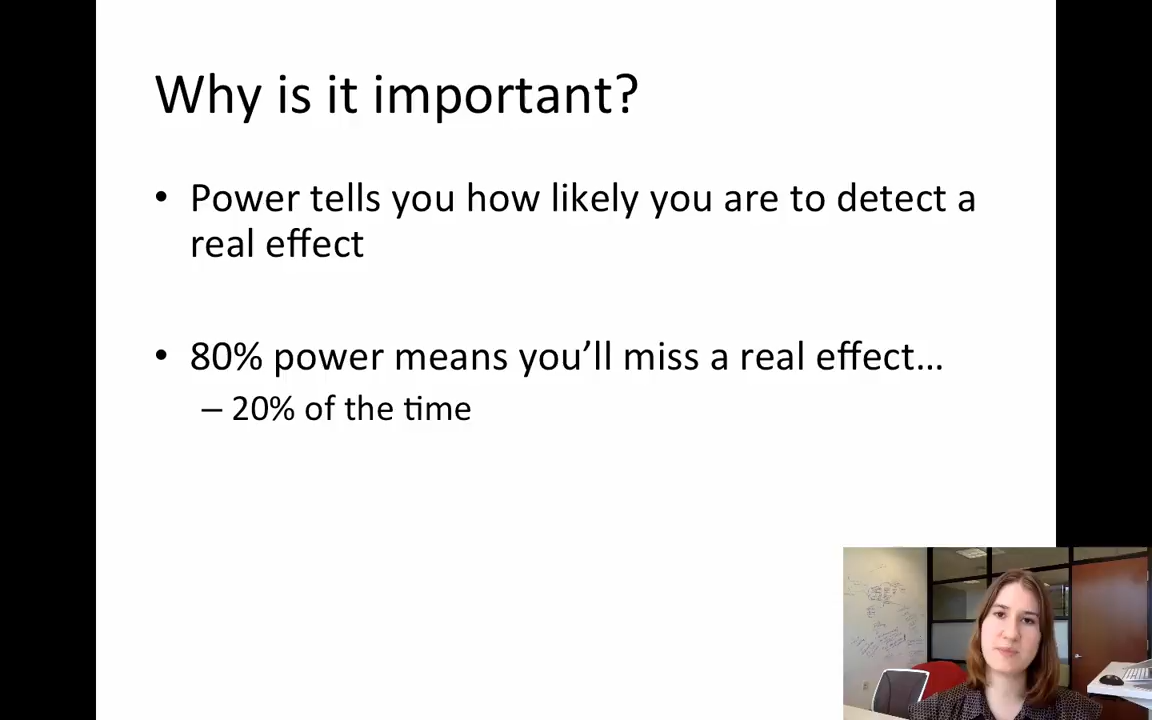 Why is it important?
• Power tells you how likely you are to detect a
real effect
• 80% power means you’ll miss a real effect…
– 20% of the time